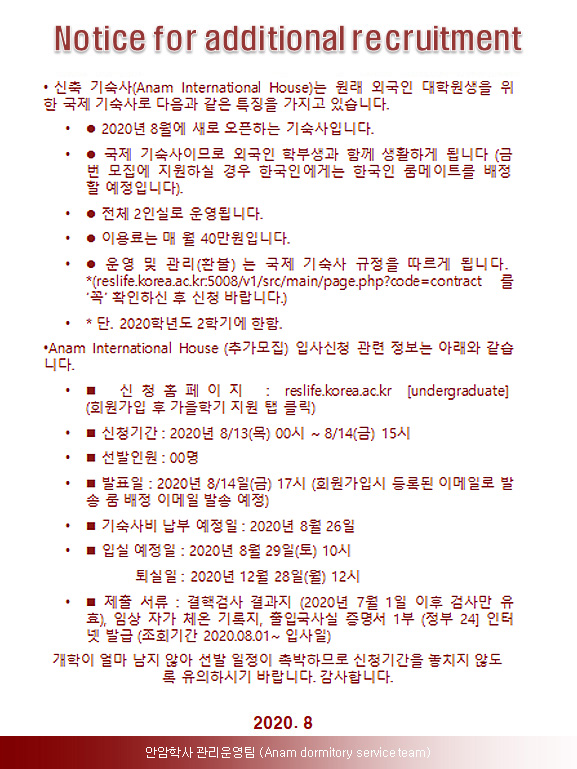 Notice for additional recruitment
• 신축 기숙사(Anam International House)는 원래 외국인 대학원생을 위
한 국제 기숙사로 다음과 같은 특징을 가지고 있습니다.
• ● 2020년 8월에 새로 오픈하는 기숙사입니다.
• ● 국제 기숙사이므로 외국인 학부생과 함께 생활하게 됩니다 (금
번 모집에 지원하실 경우 한국인에게는 한국인 룸메이트를 배정
할 예정입니다).
• ● 전체 2인실로 운영됩니다.
• ● 이용료는 매 월 40만원입니다.
• ● 운영 및 관리(환불) 는 국제 기숙사 규정을 따르게 됩니다.
*(reslife.korea.ac.kr:5008/v1/src/main/page.php?code=contract 를
‘꼭’ 확인하신 후 신청 바랍니다.)
• * 단, 2020학년도 2학기에 한함.
•Anam International House (추가모집) 입사신청 관련 정보는 아래와 같습
니다.
• ■ 신청홈페이지 : reslife.korea.ac.kr [undergraduate]
(회원가입 후 가을학기 지원 탭 클릭)
• ■ 신청기간 : 2020년 8/13(목) 00시 ~ 8/14(금) 15시
• ■ 선발인원 : 00명
• ■ 발표일 : 2020년 8/14일(금) 17시 (회원가입시 등록된 이메일로 발
송 룸 배정 이메일 발송 예정)
• ■ 기숙사비 납부 예정일 : 2020년 8월 26일
• ■ 입실 예정일 : 2020년 8월 29일(토) 10시
퇴실일 : 2020년 12월 28일(월) 12시
• ■ 제출 서류 : 결핵검사 결과지 (2020년 7월 1일 이후 검사만 유
효), 임상 자가 체온 기록지, 출입국사실 증명서 1부 (정부 24] 인터
넷 발급 (조회기간 2020.08.01~ 입사일)
개학이 얼마 남지 않아 선발 일정이 촉박하므로 신청기간을 놓치지 않도
록 유의하시기 바랍니다. 감사합니다.
2020. 8
안암학사 관리운영팀 (Anam dormitory service team)